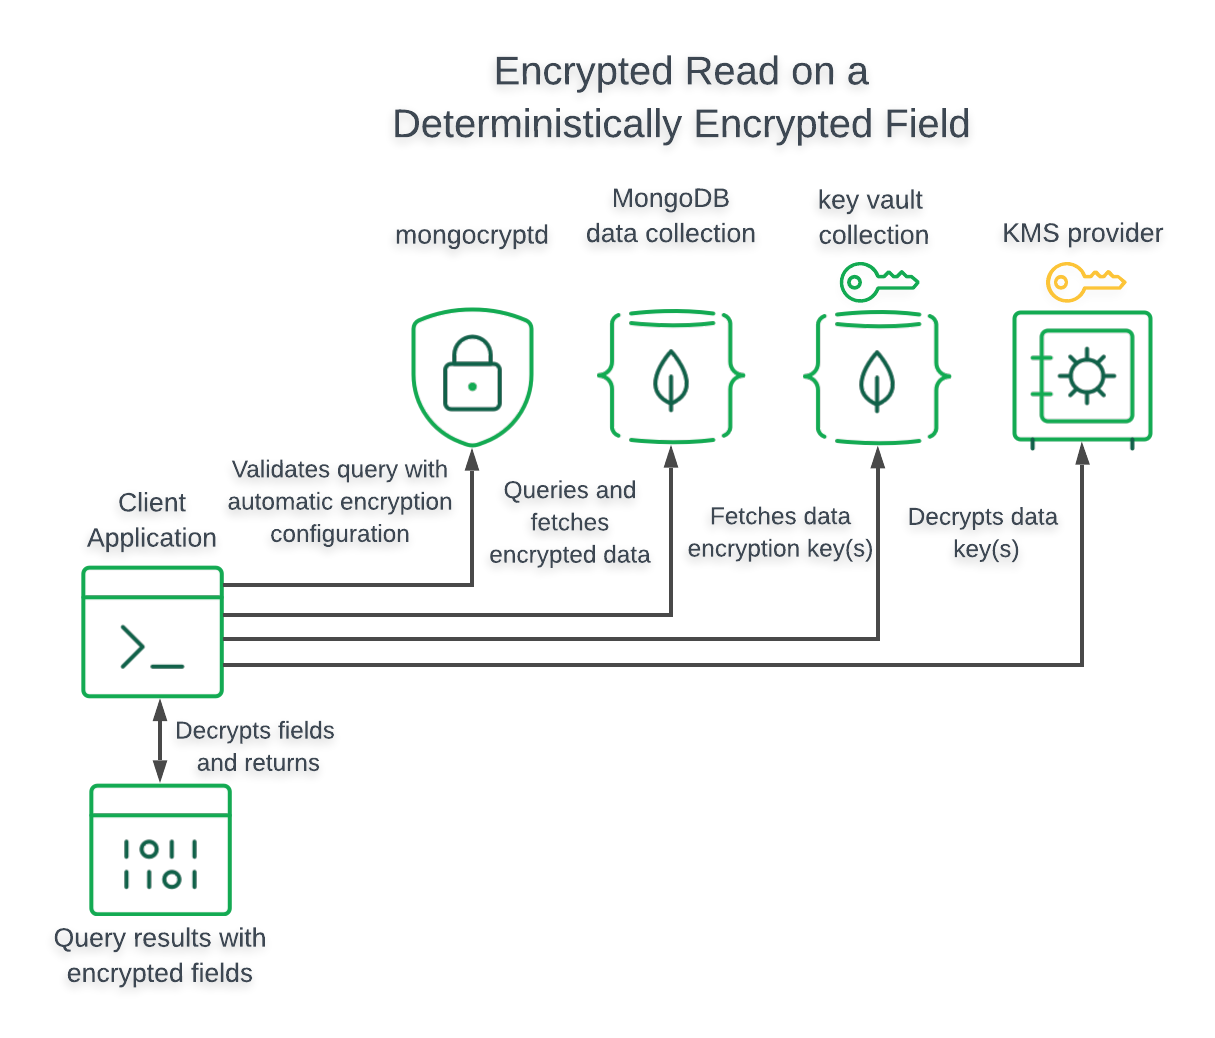 Encrypted Read on a
Deterministically Encrypted Field
mongocryptd
MongoDB
data collection
key vault
collection
KMS provider
Validates query with
automatic encryption
configuration
Queries and
fetches
encrypted data
Fetches data
encryption key(s)
Decrypts data
key(s)
Client
Application
>_
Decrypts fields
and returns
1011
1101
Query results with
encrypted fields